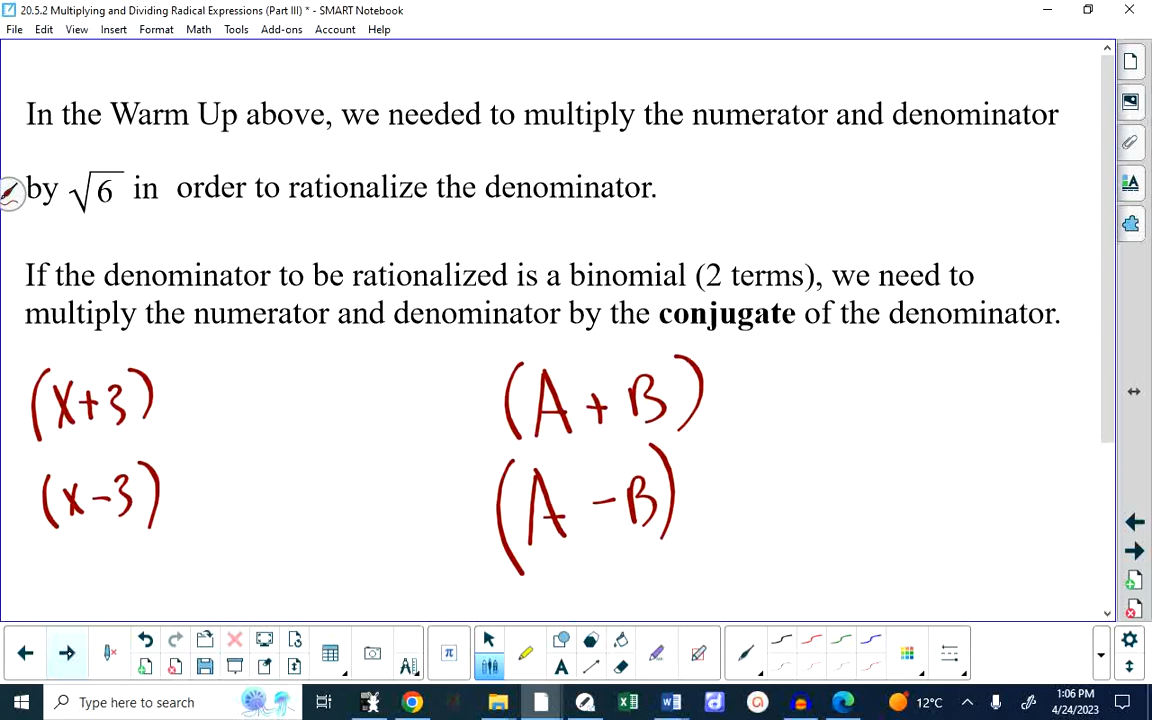 20.5.2 Multiplying and Dividing Radical Expressions (Part III) * - SMART Notebook
File Edit View Insert Format Math Tools Add-ons Account Help
In the Warm Up above, we needed to multiply the numerator and denominator
by √6 in order to rationalize the denominator.
If the denominator to be rationalized is a binomial (2 terms), we need to
multiply the numerator and denominator by the conjugate of the denominator.
(x+3) (A + B)
(x-3) (A - B)
Type here to search
12°C
1:06 PM
4/24/2023